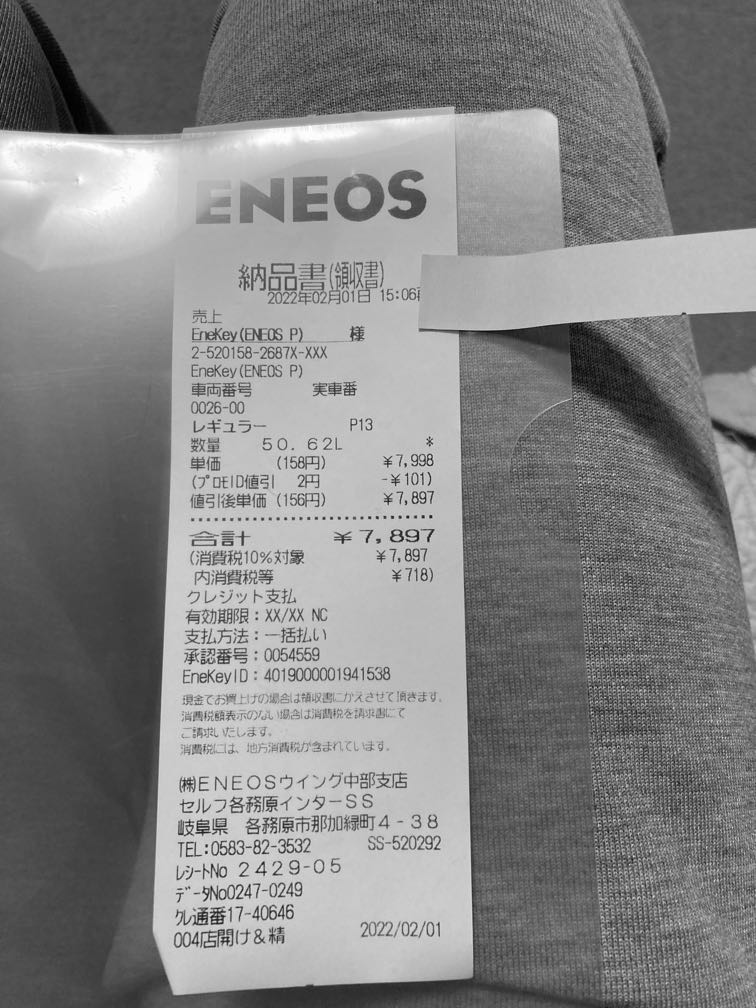 ENEOS
納品書(領収書)
2022年02月01日 15:06
売上
EneKey(ENEOS P) 様
2-520158-2687X-XXX
EneKey(ENEOS P)
車両番号 実車番
0026-00
レギュラー P13
数量 50.62L *
単価 (158円) ¥7,998
(プロモID値引 2円 -¥101)
値引後単価(156円) ¥7,897
合計 ¥7,897
(消費税10%対象 ¥7,897
内消費税等 ¥718)
クレジット支払
有効期限:XX/XX NC
支払方法:一括払い
承認番号:0054559
EneKeyID:4019000001941538
現金でお買上げの場合は領収書にかえさせて頂きます。
消費税額表示のない場合は消費税を請求書にて
ご請求いたします。
消費税には、地方消費税が含まれています。
㈱ENEOSウイング中部支店
セルフ各務原インターSS
岐阜県 各務原市那加緑町4-38
TEL:0583-82-3532 SS-520292
レシートNo 2429-05
データNo0247-0249
クレ通番17-40646
004店開け&精 2022/02/01